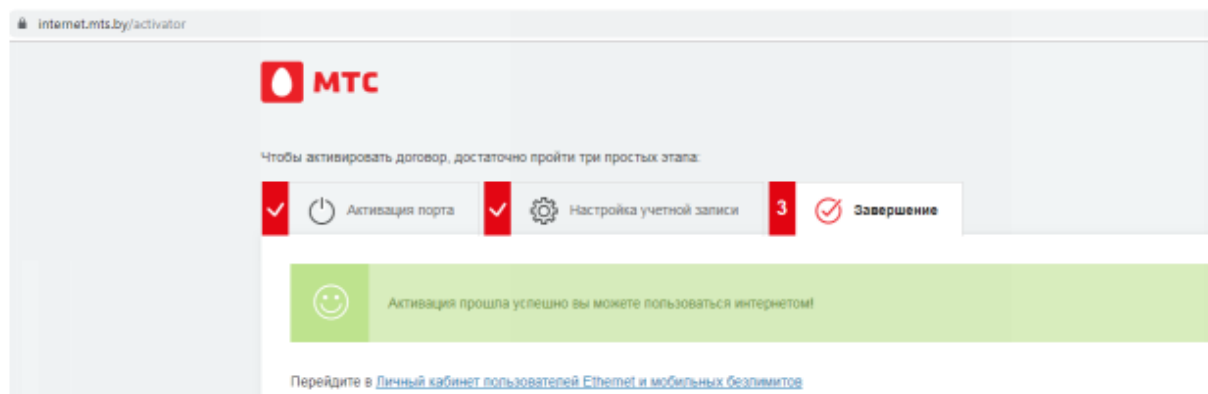 internet.mts.by/activator
МТС
Чтобы активировать договор, достаточно пройти три простых этапа:
Активация порта
Настройка учетной записи
3
Завершение
Активация прошла успешно вы можете пользоваться интернетом!
Перейдите в Личный кабинет пользователей Ethernet и мобильных безлимитов